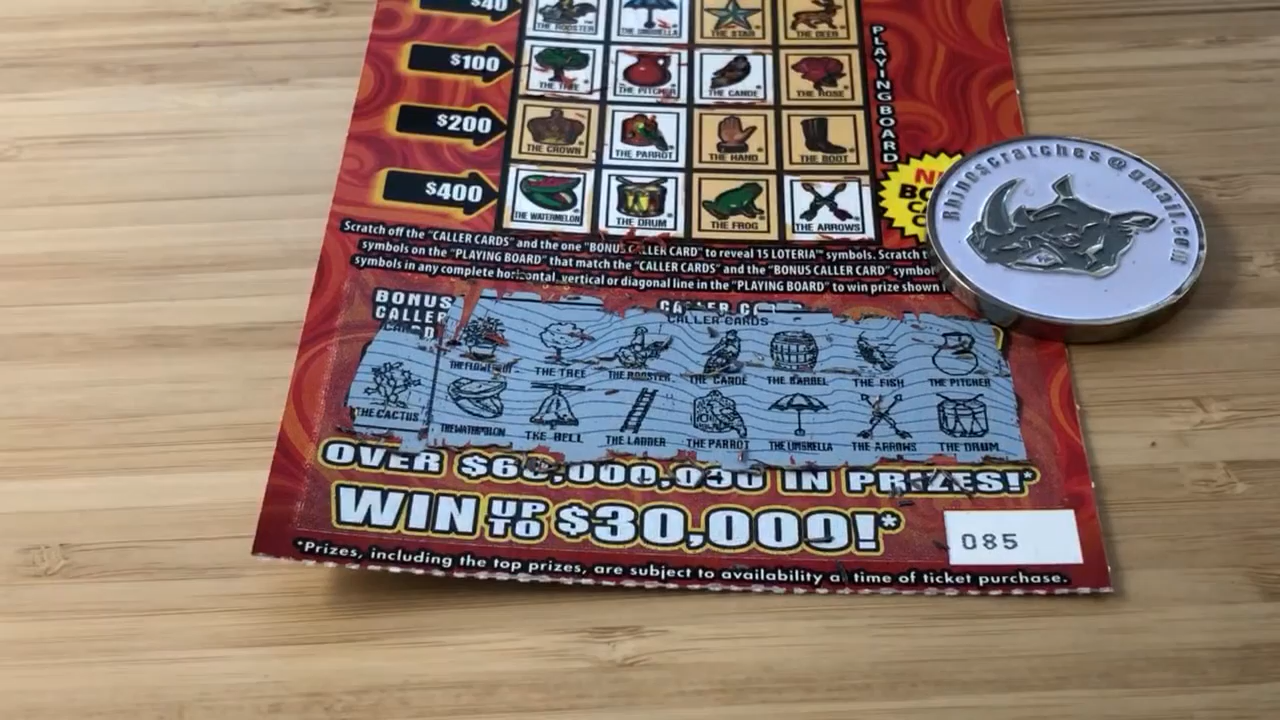 $40
THE ROOSTER THE UMBRELLA THE STAR THE DEER
$100
THE TREE THE PITCHER THE CANOE THE ROSE
$200
THE CROWN THE PARROT THE HAND THE BOOT
$400
THE WATERMELON THE DRUM THE FROG THE ARROWS
PLAYING BOARD
Rhinoscratches@gmail.com
Scratch off the "CALLER CARDS" and the one "BONUS CALLER CARD" to reveal 15 LOTERIA™ symbols. Scratch
symbols on the "PLAYING BOARD" that match the "CALLER CARDS" and the "BONUS CALLER CARD"
symbols in any complete horizontal, vertical or diagonal line in the "PLAYING BOARD" to win prize shown
BONUS
CALLER
CARD
CALLER CARDS
THE FLOWERPOT THE TREE THE ROOSTER THE CANOE THE BARREL THE FISH THE PITCHER
THE CACTUS
THE WATERMELON THE BELL THE LADDER THE PARROT THE UMBRELLA THE ARROWS THE DRUM
OVER IN PRIZES!*
WIN UP TO $30,000!*
085
*Prizes, including the top prizes, are subject to availability at time of ticket purchase.